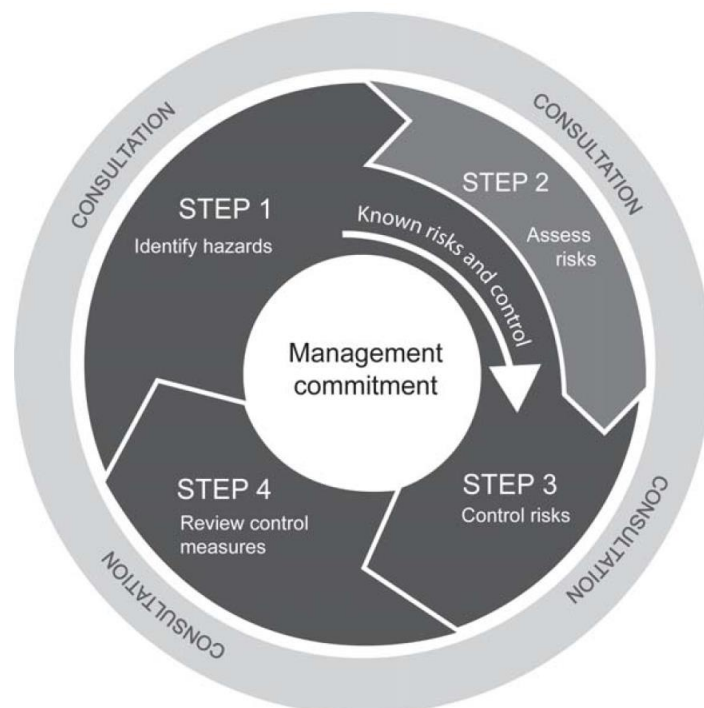 CONSULTATION
CONSULTATION
STEP 1
Identify hazards
STEP 2
Assess
risks
Known risks and control
Management
commitment
STEP 3
Control risks
STEP 4
Review control
measures
CONSULTATION
CONSULTATION